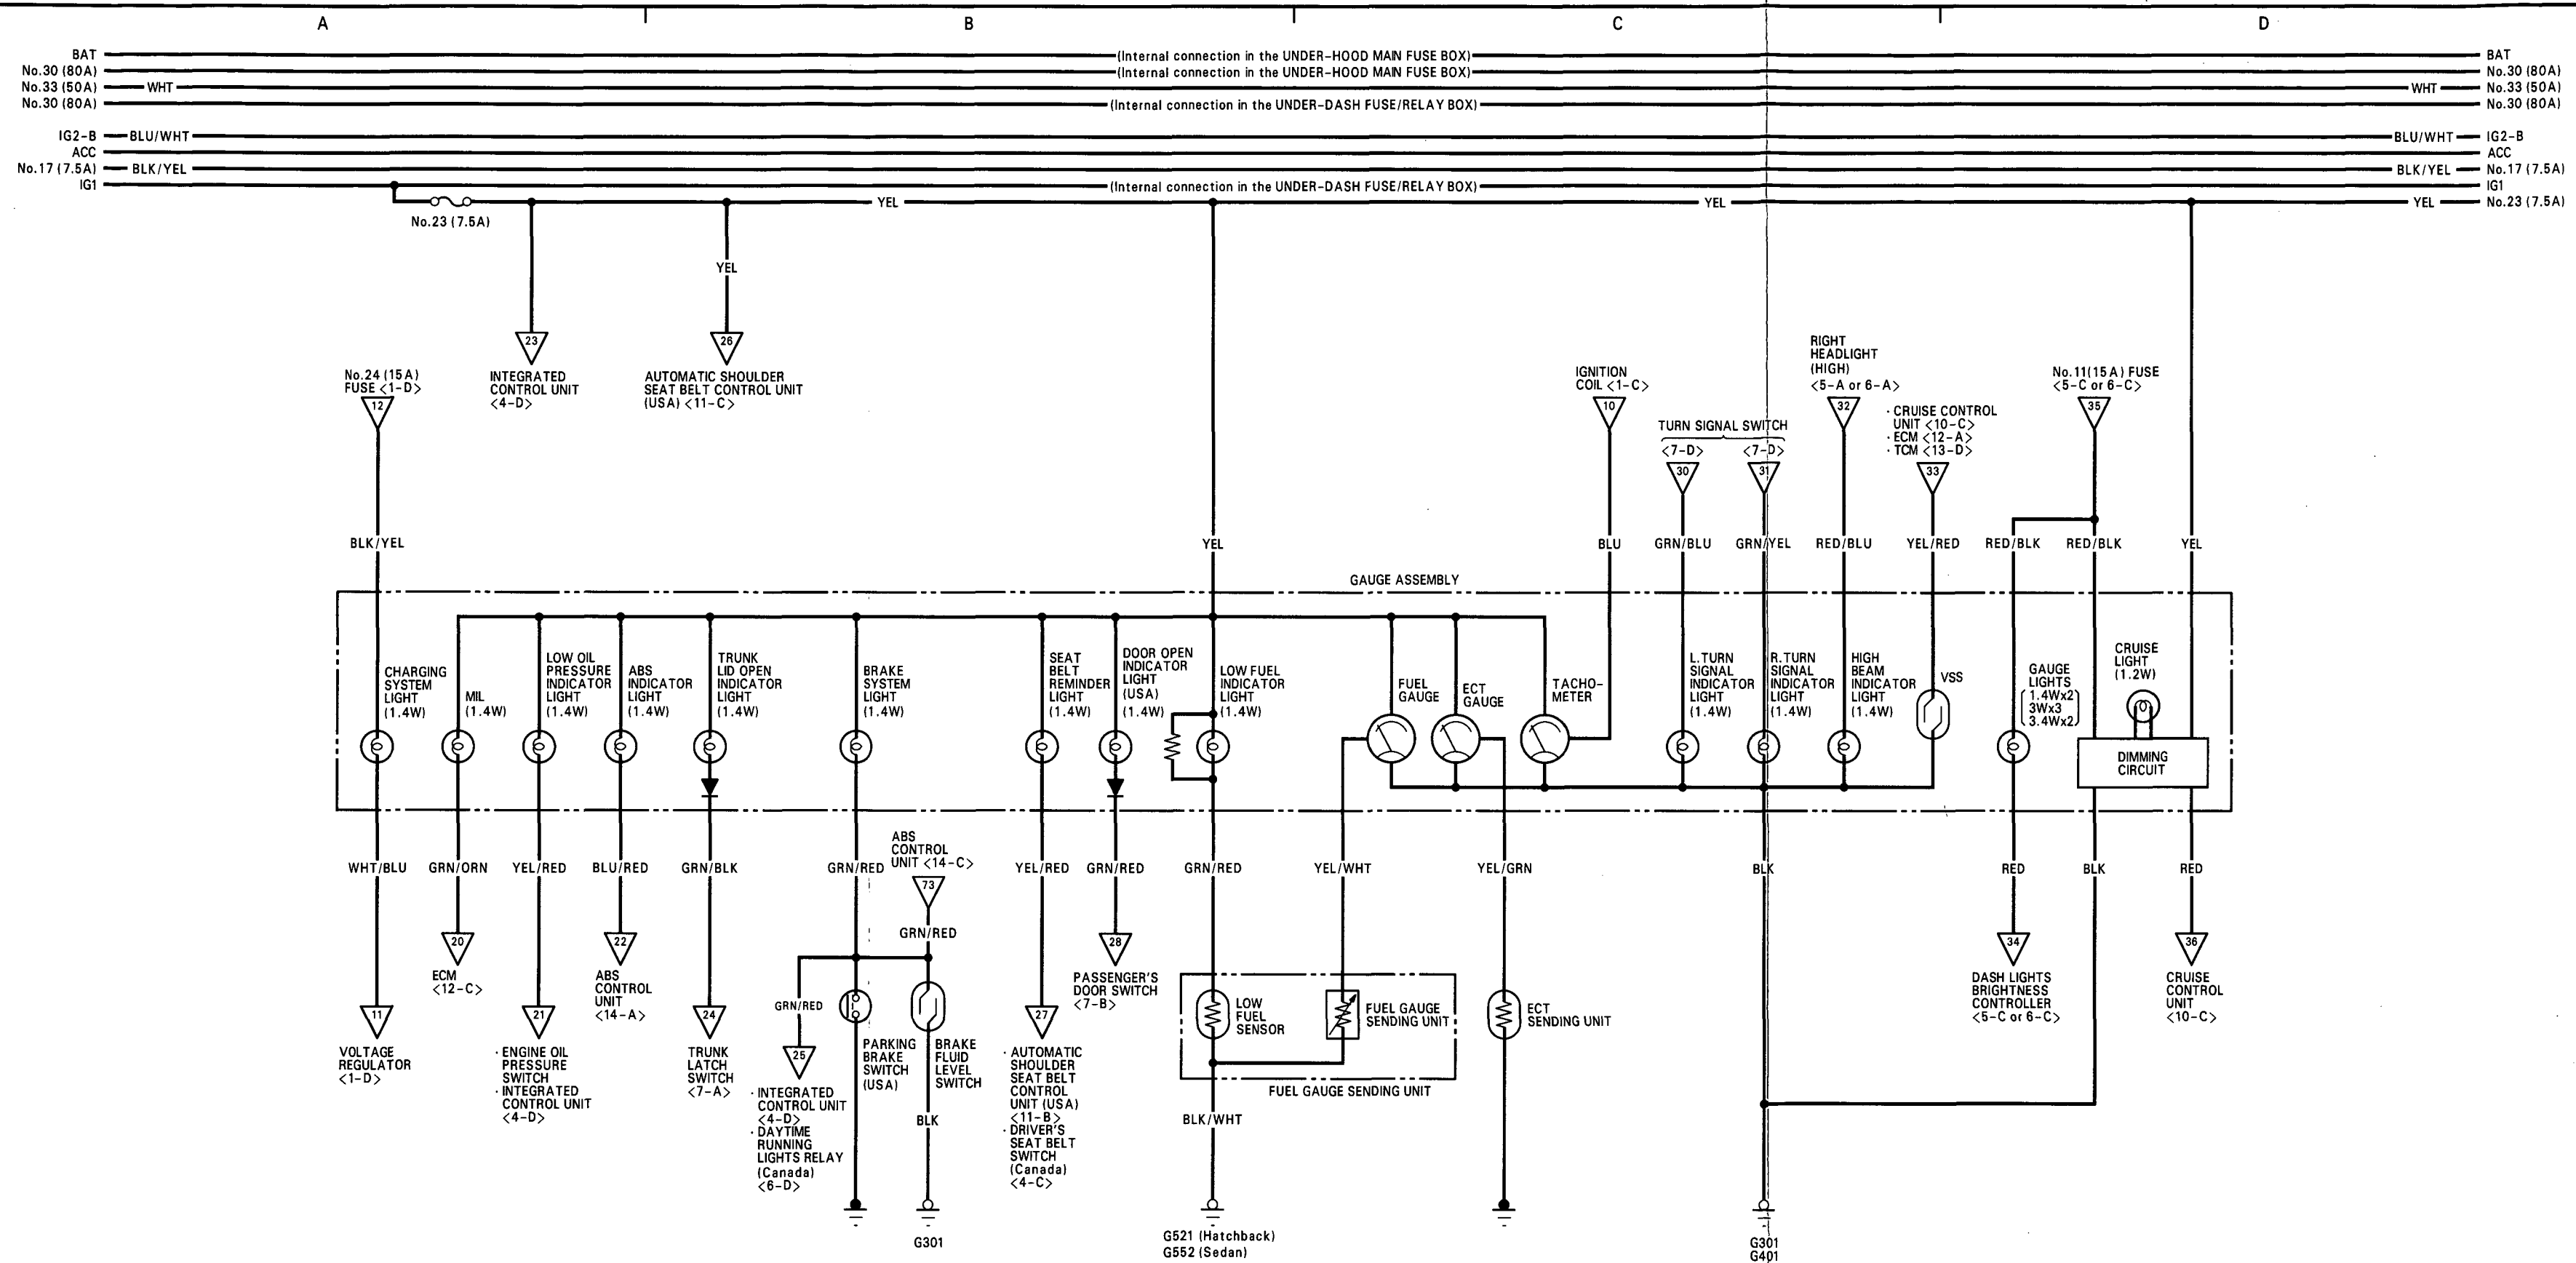 A
B
C
D
BAT
(Internal connection in the UNDER-HOOD MAIN FUSE BOX)
BAT
No.30 (80A)
(Internal connection in the UNDER-HOOD MAIN FUSE BOX)
No.30 (80A)
No.33 (50A)
WHT
WHT
No.33 (50A)
No.30 (80A)
(Internal connection in the UNDER-DASH FUSE/RELAY BOX)
No.30 (80A)
IG2-B
BLU/WHT
BLU/WHT
IG2-B
ACC
ACC
No.17 (7.5A)
BLK/YEL
BLK/YEL
No.17 (7.5A)
IG1
(Internal connection in the UNDER-DASH FUSE/RELAY BOX)
IG1
No.23 (7.5A)
YEL
YEL
YEL
No.23 (7.5A)
YEL
23
INTEGRATED
CONTROL UNIT
<4-D>
26
AUTOMATIC SHOULDER
SEAT BELT CONTROL UNIT
(USA) <11-C>
No.24 (15A)
FUSE <1-D>
12
BLK/YEL
YEL
IGNITION
COIL <1-C>
10
BLU
TURN SIGNAL SWITCH
<7-D>
<7-D>
30
31
GRN/BLU
GRN/YEL
RIGHT
HEADLIGHT
(HIGH)
<5-A or 6-A>
32
RED/BLU
· CRUISE CONTROL
UNIT <10-C>
· ECM <12-A>
· TCM <13-D>
33
YEL/RED
No.11(15A) FUSE
<5-C or 6-C>
35
RED/BLK
RED/BLK
YEL
GAUGE ASSEMBLY
CHARGING
SYSTEM
LIGHT
(1.4W)
MIL
(1.4W)
LOW OIL
PRESSURE
INDICATOR
LIGHT
(1.4W)
ABS
INDICATOR
LIGHT
(1.4W)
TRUNK
LID OPEN
INDICATOR
LIGHT
(1.4W)
BRAKE
SYSTEM
LIGHT
(1.4W)
SEAT
BELT
REMINDER
LIGHT
(1.4W)
DOOR OPEN
INDICATOR
LIGHT
(USA)
(1.4W)
LOW FUEL
INDICATOR
LIGHT
(1.4W)
FUEL
GAUGE
ECT
GAUGE
TACHO-
METER
L.TURN
SIGNAL
INDICATOR
LIGHT
(1.4W)
R.TURN
SIGNAL
INDICATOR
LIGHT
(1.4W)
HIGH
BEAM
INDICATOR
LIGHT
(1.4W)
VSS
GAUGE
LIGHTS
1.4Wx2
3Wx3
3.4Wx2
CRUISE
LIGHT
(1.2W)
DIMMING
CIRCUIT
WHT/BLU
GRN/ORN
YEL/RED
BLU/RED
GRN/BLK
GRN/RED
ABS
CONTROL
UNIT <14-C>
73
GRN/RED
YEL/RED
GRN/RED
GRN/RED
YEL/WHT
YEL/GRN
BLK
RED
BLK
RED
11
VOLTAGE
REGULATOR
<1-D>
20
ECM
<12-C>
21
· ENGINE OIL
PRESSURE
SWITCH
· INTEGRATED
CONTROL UNIT
<4-D>
22
ABS
CONTROL
UNIT
<14-A>
24
TRUNK
LATCH
SWITCH
<7-A>
GRN/RED
25
· INTEGRATED
CONTROL UNIT
<4-D>
· DAYTIME
RUNNING
LIGHTS RELAY
(Canada)
<6-D>
PARKING
BRAKE
SWITCH
(USA)
BRAKE
FLUID
LEVEL
SWITCH
BLK
G301
27
· AUTOMATIC
SHOULDER
SEAT BELT
CONTROL
UNIT (USA)
<11-B>
· DRIVER'S
SEAT BELT
SWITCH
(Canada)
<4-C>
28
PASSENGER'S
DOOR SWITCH
<7-B>
LOW
FUEL
SENSOR
FUEL GAUGE
SENDING UNIT
FUEL GAUGE SENDING UNIT
BLK/WHT
G521 (Hatchback)
G552 (Sedan)
ECT
SENDING UNIT
G301
G401
34
DASH LIGHTS
BRIGHTNESS
CONTROLLER
<5-C or 6-C>
36
CRUISE
CONTROL
UNIT
<10-C>